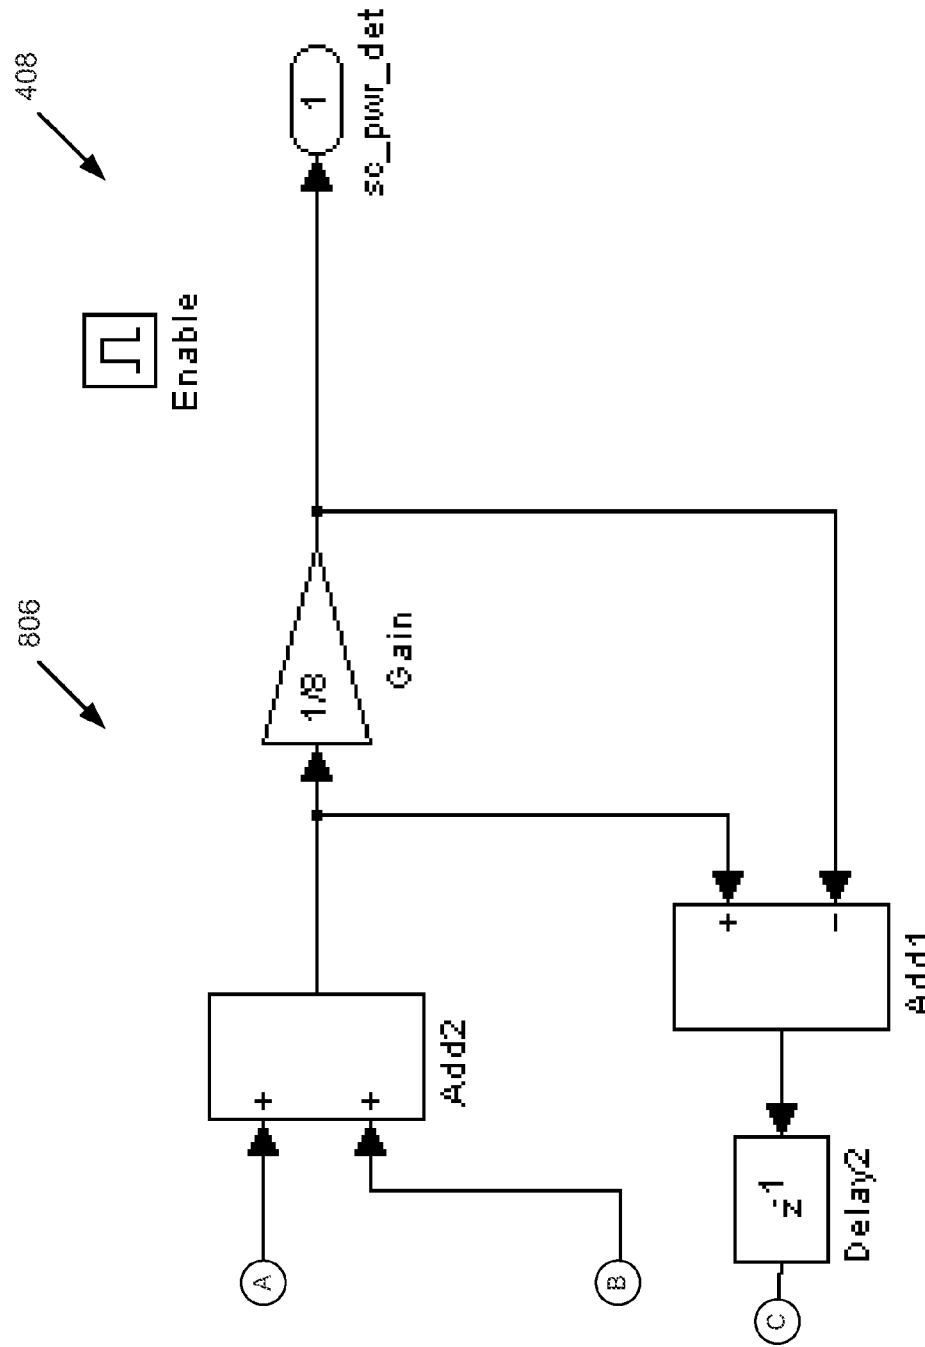 408
806
Enable
1
sc_pwr_det
1/8
Gain
A
+
+
Add2
B
+
-
Add1
z-1
Delay2
C